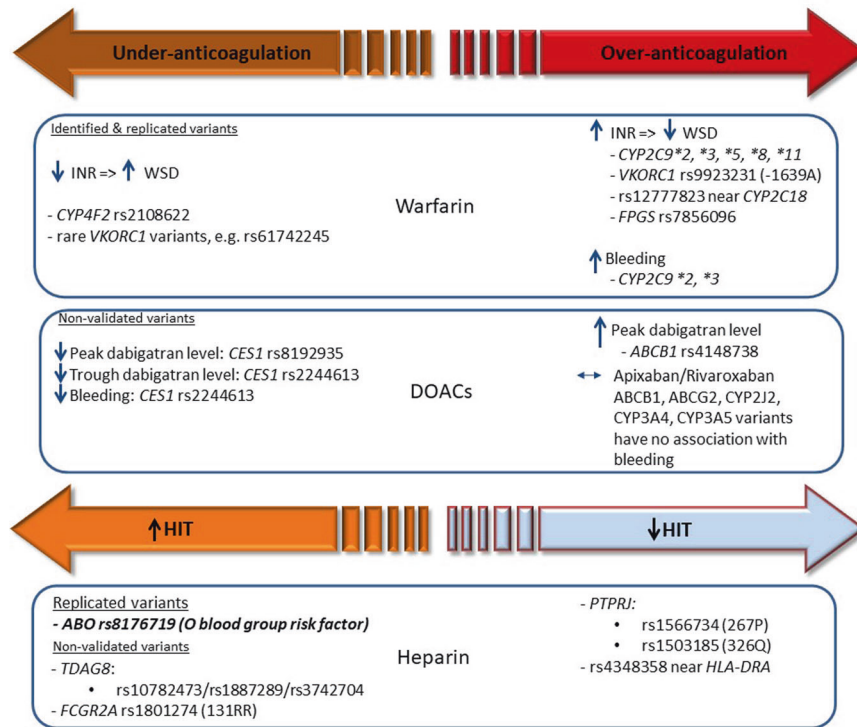 Under-anticoagulation
Over-anticoagulation
Identified & replicated variants
↓ INR => ↑ WSD
- CYP4F2 rs2108622
- rare VKORC1 variants, e.g. rs61742245
Warfarin
↑ INR => ↓ WSD
- CYP2C9*2, *3, *5, *8, *11
- VKORC1 rs9923231 (-1639A)
- rs12777823 near CYP2C18
- FPGS rs7856096
↑ Bleeding
- CYP2C9 *2, *3
Non-validated variants
↓ Peak dabigatran level: CES1 rs8192935
↓ Trough dabigatran level: CES1 rs2244613
↓ Bleeding: CES1 rs2244613
DOACs
↑ Peak dabigatran level
- ABCB1 rs4148738
↔ Apixaban/Rivaroxaban
ABCB1, ABCG2, CYP2J2,
CYP3A4, CYP3A5 variants
have no association with
bleeding
↑HIT
↓HIT
Replicated variants
- ABO rs8176719 (O blood group risk factor)
Non-validated variants
- TDAG8:
• rs10782473/rs1887289/rs3742704
- FCGR2A rs1801274 (131RR)
Heparin
- PTPRJ:
• rs1566734 (267P)
• rs1503185 (326Q)
- rs4348358 near HLA-DRA